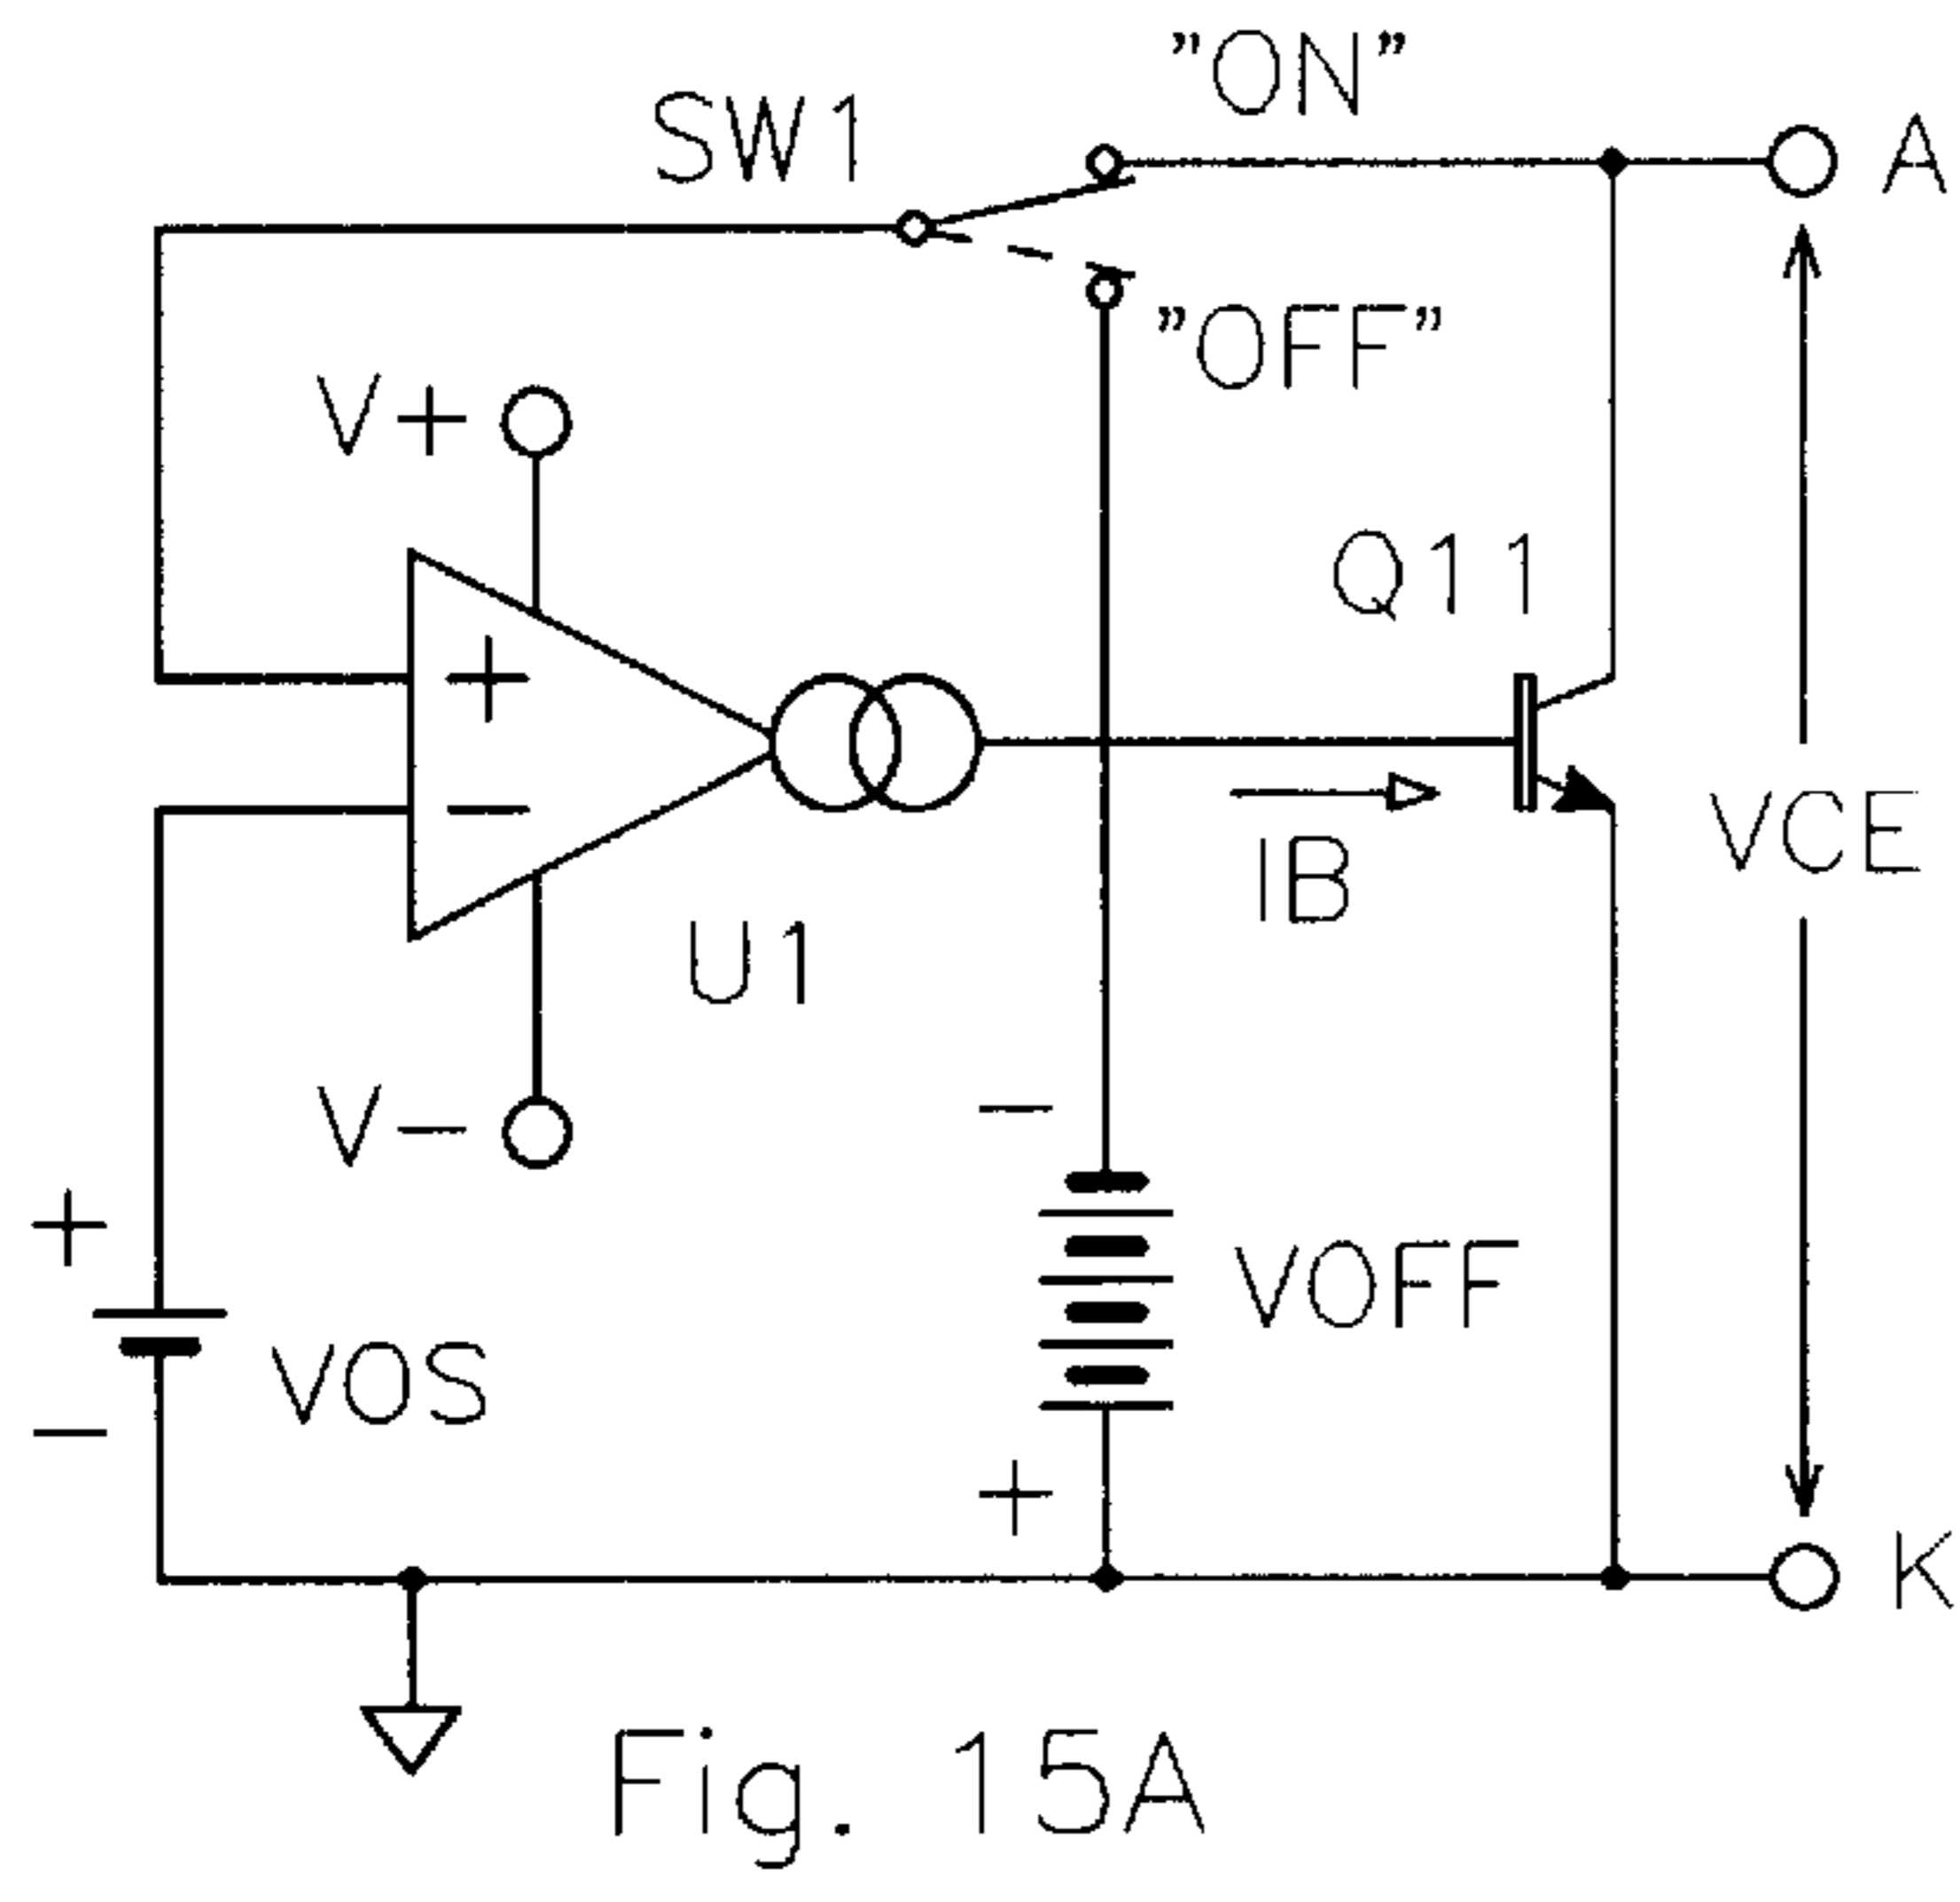 "ON"
SW1
A
"OFF"
V+
Q11
+
−
IB
VCE
U1
V−
−
+
VOFF
VOS
−
+
K
Fig. 15A